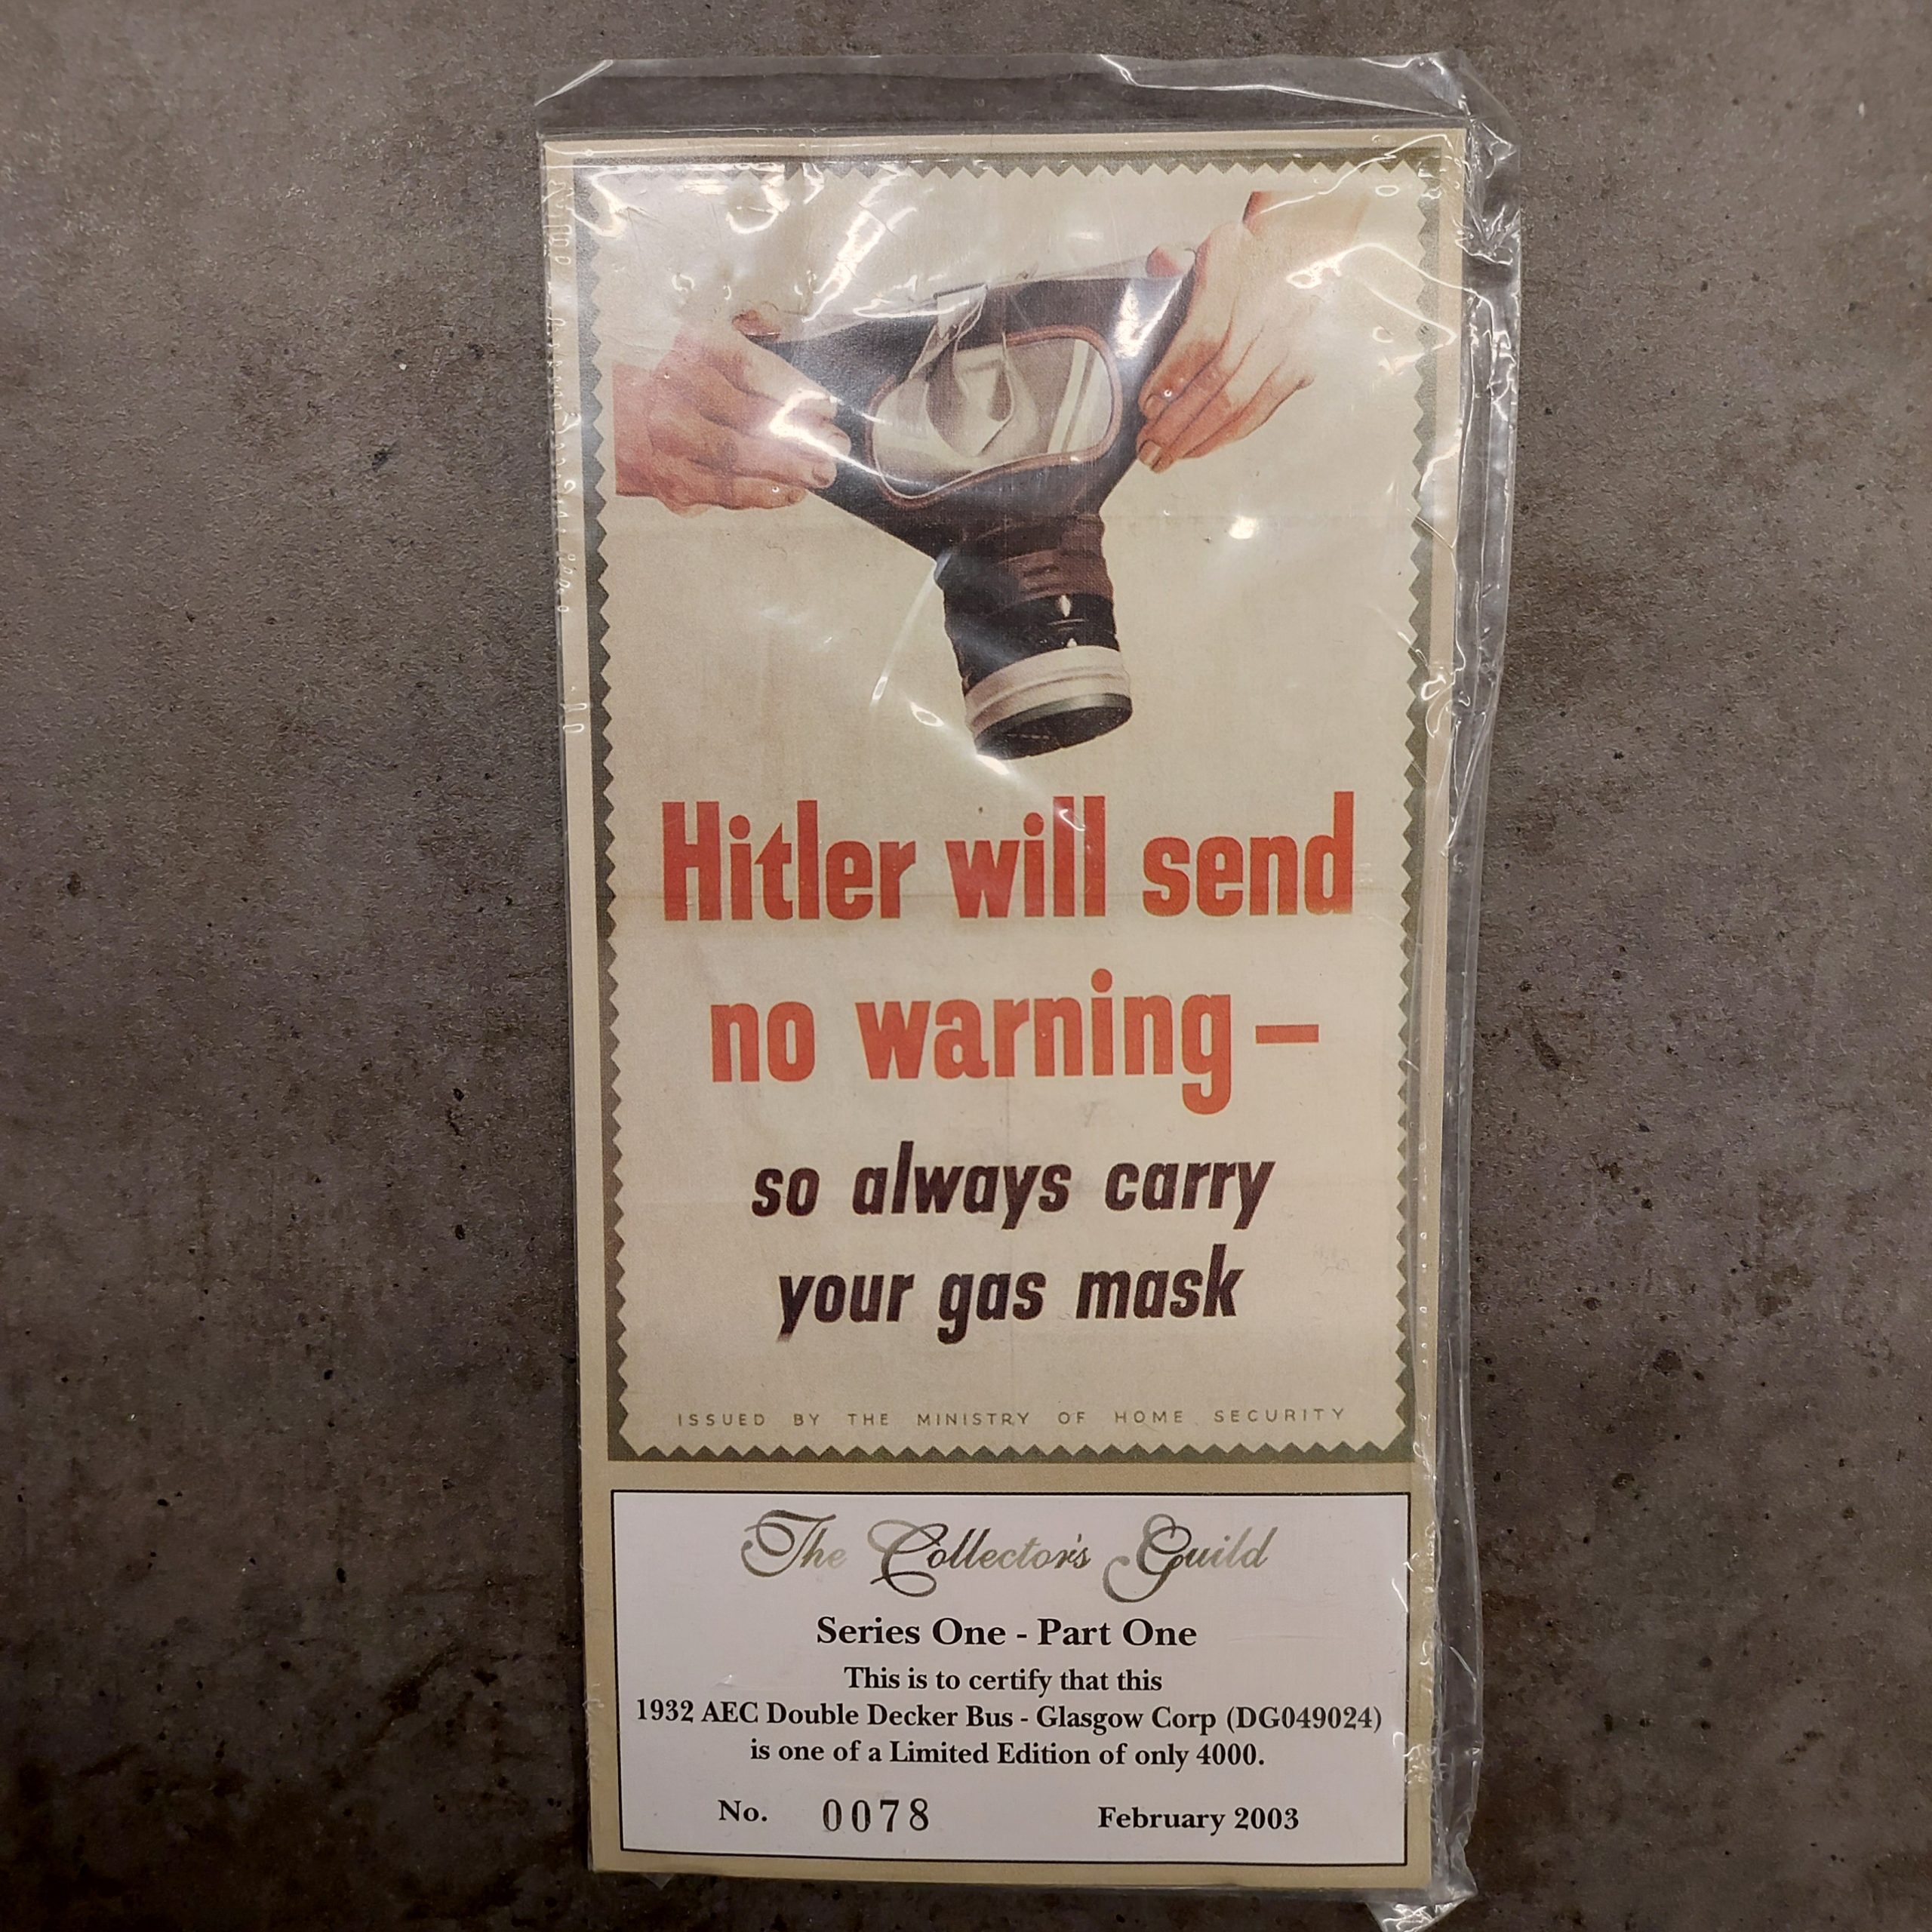 Hitler will send
no warning –
so always carry
your gas mask
ISSUED BY THE MINISTRY OF HOME SECURITY
The Collector's Guild
Series One - Part One
This is to certify that this
1932 AEC Double Decker Bus - Glasgow Corp (DG049024)
is one of a Limited Edition of only 4000.
No. 0078 February 2003